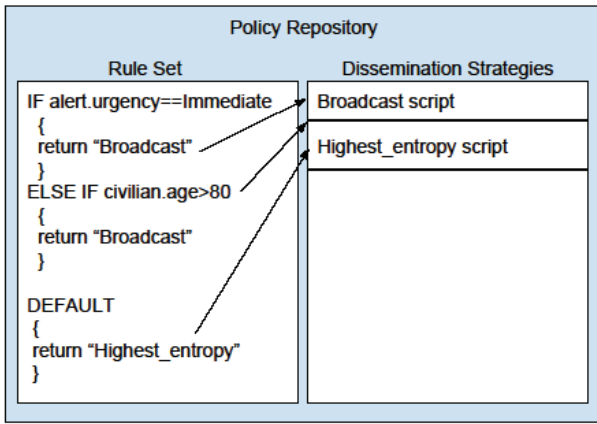 Policy Repository
Rule Set
IF alert.urgency==Immediate
{
return “Broadcast”
}
ELSE IF civilian.age>80
{
return “Broadcast”
}
DEFAULT
{
return “Highest_entropy”
}
Dissemination Strategies
Broadcast script
Highest_entropy script